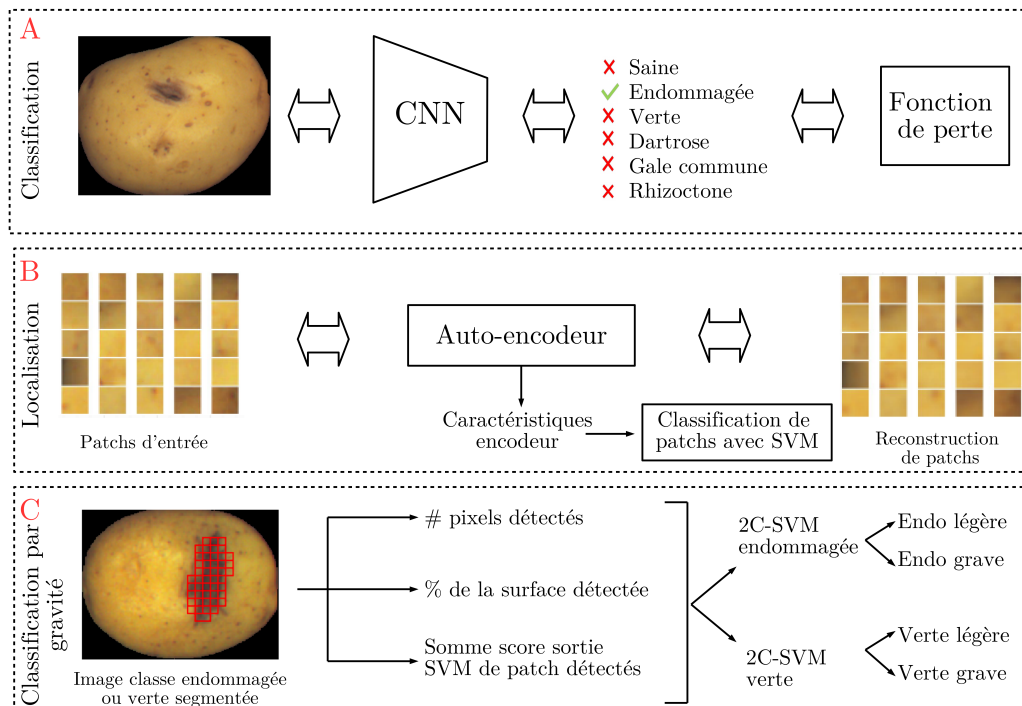 A
Classification
CNN
Saine
Endommagée
Verte
Dartrose
Gale commune
Rhizoctone
Fonction
de perte
B
Localisation
Patchs d'entrée
Auto-encodeur
Caractéristiques
encodeur
Classification de
patchs avec SVM
Reconstruction
de patchs
C
Classification par
gravité
Image classe endommagée
ou verte segmentée
# pixels détectés
% de la surface détectée
Somme score sortie
SVM de patch détectés
2C-SVM
endommagée
Endo légère
Endo grave
2C-SVM
verte
Verte légère
Verte grave